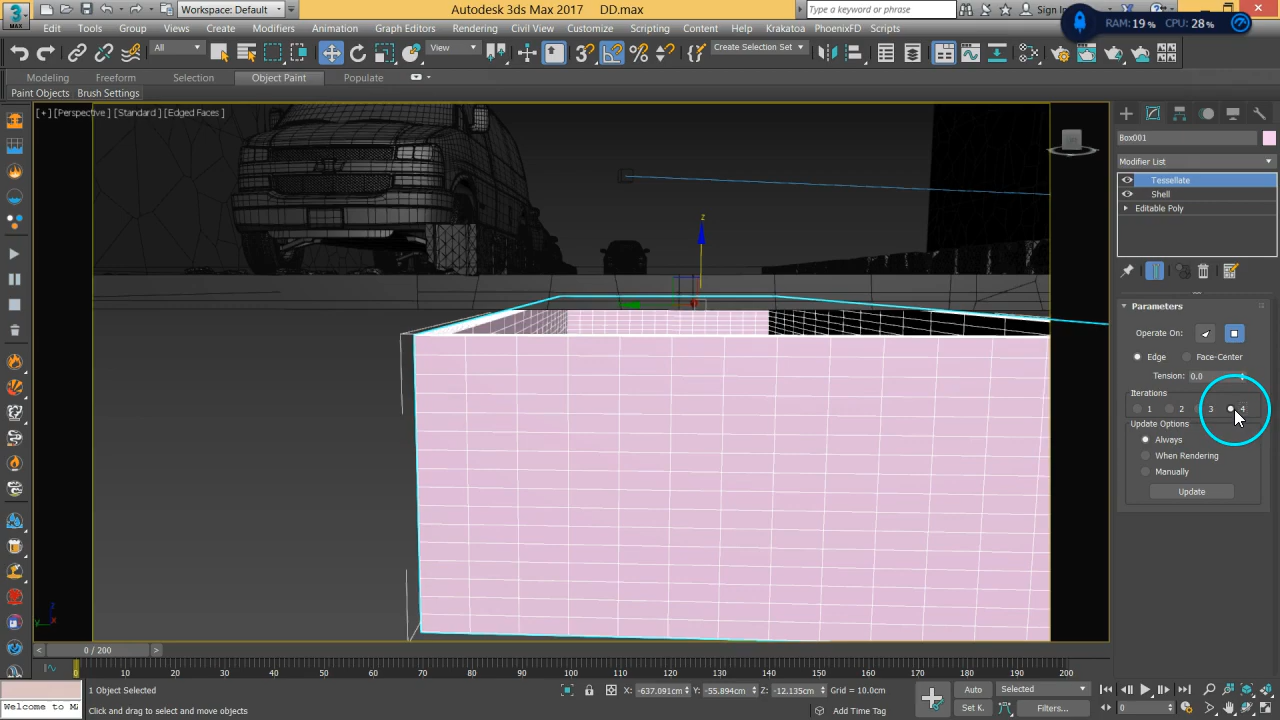 3
MAX
Workspace: Default
Autodesk 3ds Max 2017 DD.max
Type a keyword or phrase
Sign In
RAM: 19 % CPU: 28 %
Edit Tools Group Views Create Modifiers Animation Graph Editors Rendering Civil View Customize Scripting Content Help Krakatoa PhoenixFD Scripts
All
View
Create Selection Set
Modeling Freeform Selection Object Paint Populate
Paint Objects Brush Settings
[ + ] [Perspective ] [Standard ] [Edged Faces ]
z
Box001
Modifier List
Tessellate
Shell
Editable Poly
Parameters
Operate On:
Edge Face-Center
Tension: 0.0
Iterations
1 2 3 4
Update Options
Always
When Rendering
Manually
Update
z
y x
< 0 / 200 >
0 10 20 30 40 50 60 70 80 90 100 110 120 130 140 150 160 170 180 190 200
1 Object Selected
X: -637.091cm Y: -55.894cm Z: -12.135cm Grid = 10.0cm
Auto Selected
Welcome to M
Click and drag to select and move objects
Add Time Tag
Set K. Filters... 0